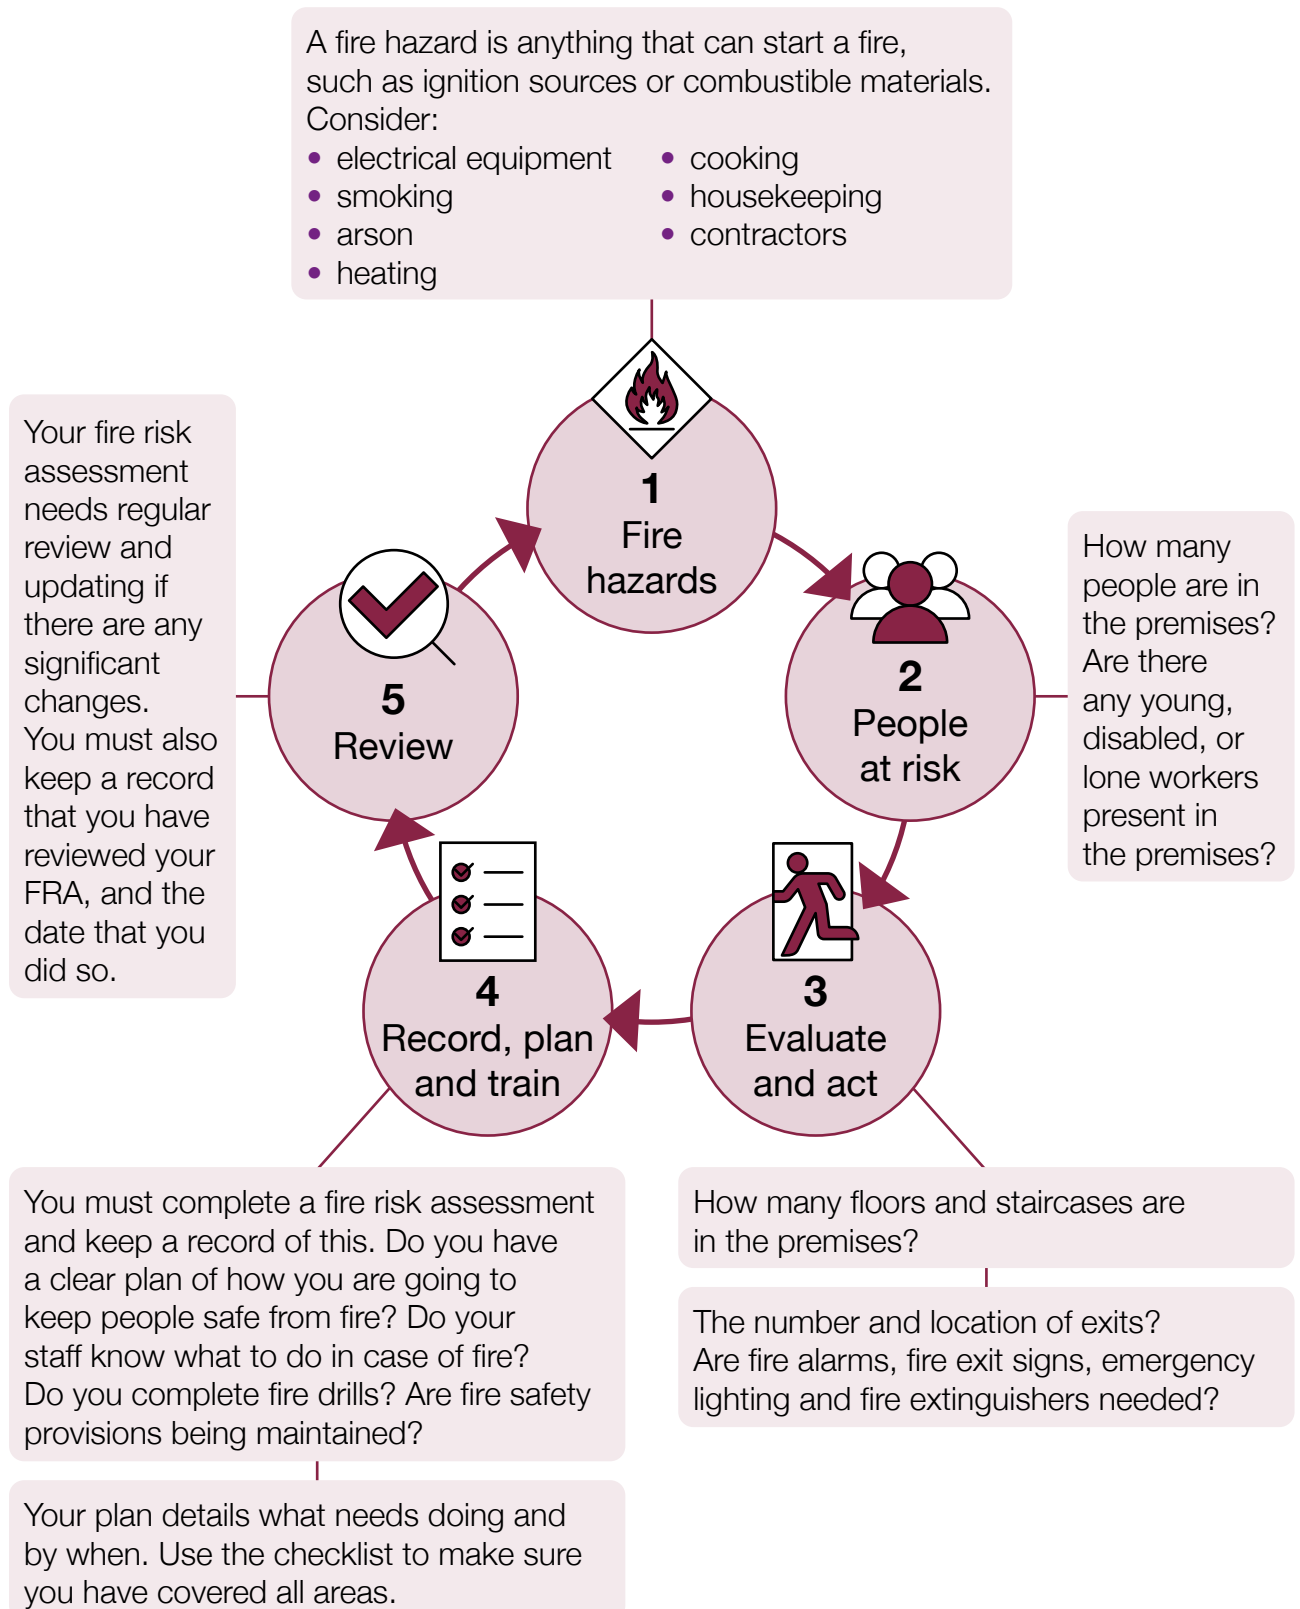 A fire hazard is anything that can start a fire,
such as ignition sources or combustible materials.
Consider:
• electrical equipment
• smoking
• arson
• heating
• cooking
• housekeeping
• contractors
1
Fire
hazards
2
People
at risk
How many
people are in
the premises?
Are there
any young,
disabled, or
lone workers
present in
the premises?
3
Evaluate
and act
How many floors and staircases are
in the premises?
The number and location of exits?
Are fire alarms, fire exit signs, emergency
lighting and fire extinguishers needed?
4
Record, plan
and train
You must complete a fire risk assessment
and keep a record of this. Do you have
a clear plan of how you are going to
keep people safe from fire? Do your
staff know what to do in case of fire?
Do you complete fire drills? Are fire safety
provisions being maintained?
Your plan details what needs doing and
by when. Use the checklist to make sure
you have covered all areas.
5
Review
Your fire risk
assessment
needs regular
review and
updating if
there are any
significant
changes.
You must also
keep a record
that you have
reviewed your
FRA, and the
date that you
did so.